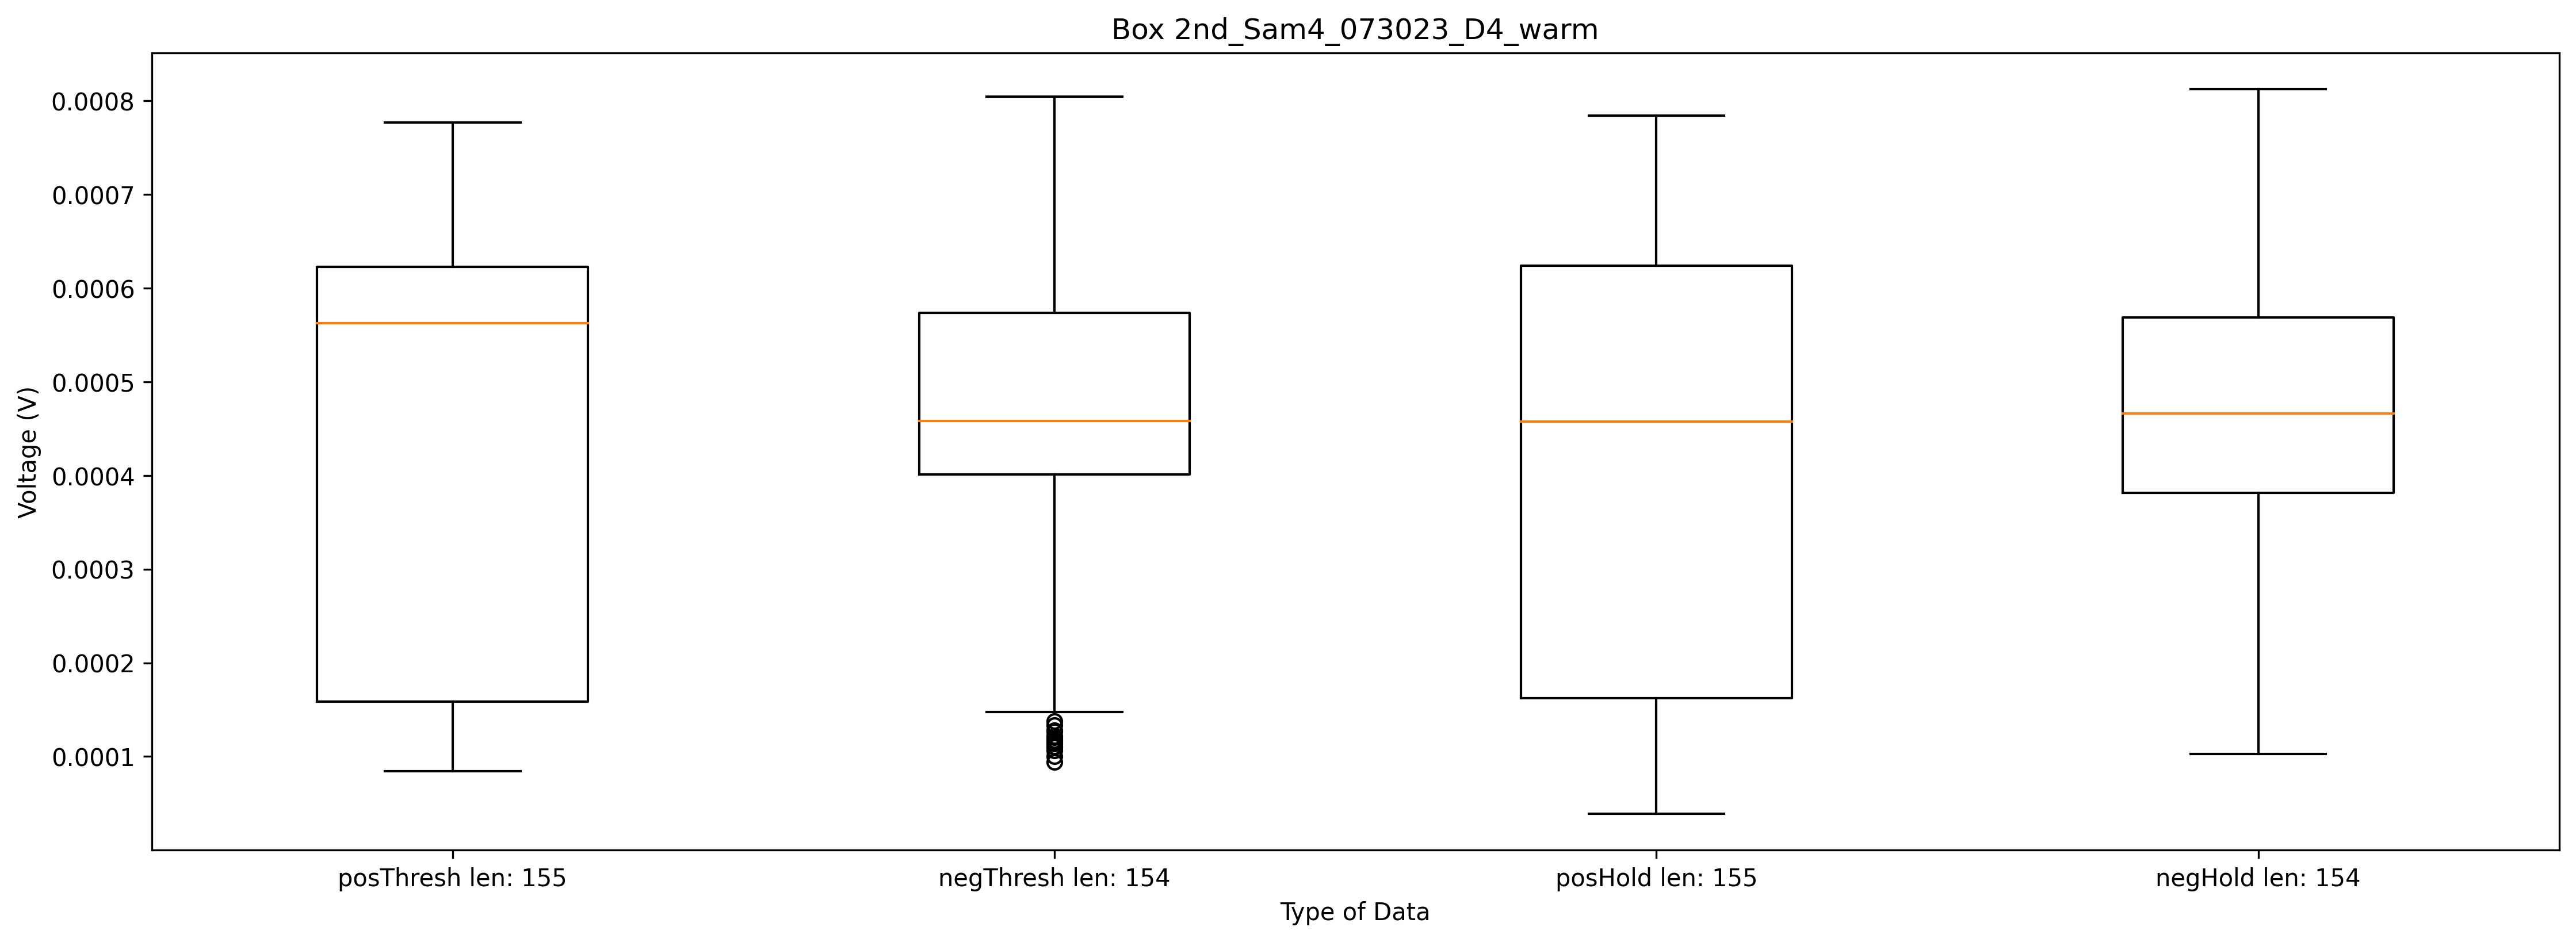 Box 2nd_Sam4_073023_D4_warm
Voltage (V)
0.0008
0.0007
0.0006
0.0005
0.0004
0.0003
0.0002
0.0001
posThresh len: 155
negThresh len: 154
posHold len: 155
negHold len: 154
Type of Data